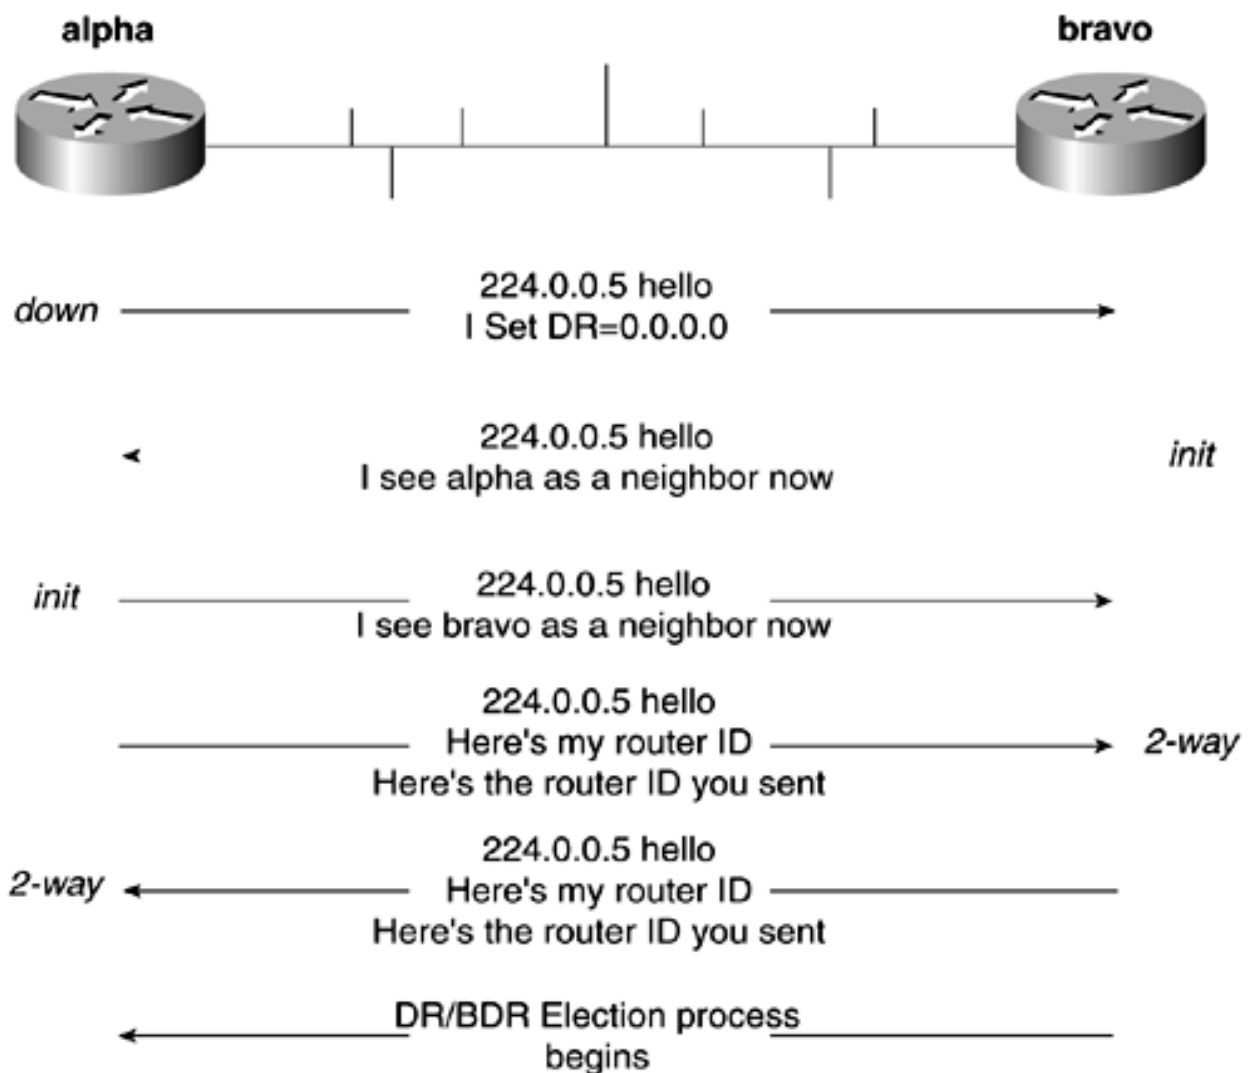 alpha
bravo
224.0.0.5 hello
down
I Set DR=0.0.0.0
224.0.0.5 hello
init
I see alpha as a neighbor now
224.0.0.5 hello
init
I see bravo as a neighbor now
224.0.0.5 hello
Here's my router ID
2-way
Here's the router ID you sent
224.0.0.5 hello
2-way
Here's my router ID
Here's the router ID you sent
DR/BDR Election process
begins